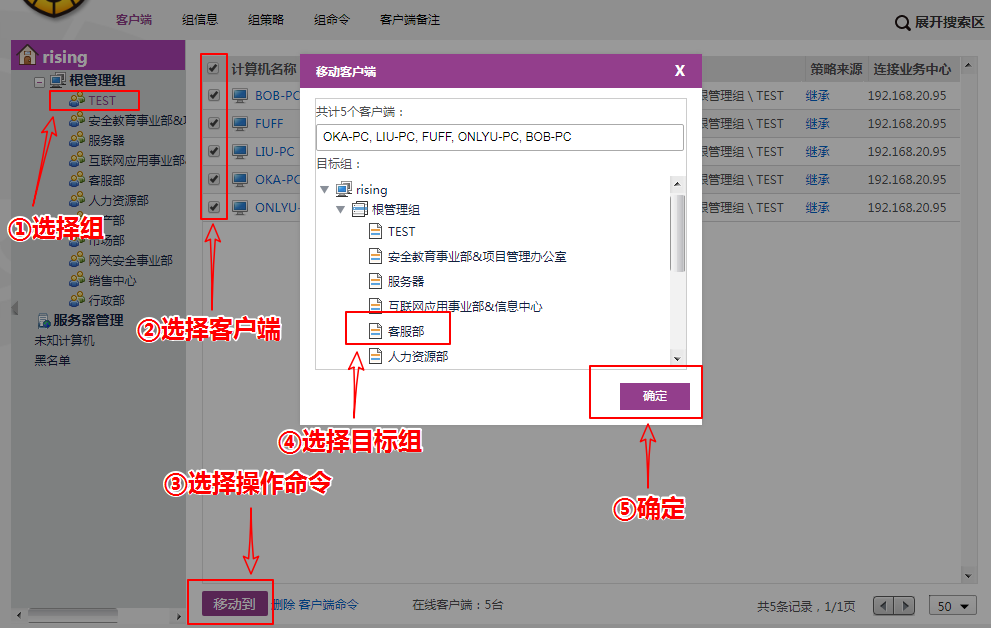 客户端 组信息 组策略 组命令 客户端备注 展开搜索区
rising
根管理组
TEST
安全教育事业部&
服务器
互联网应用事业部
客服部
人力资源部
市场部
网关安全事业部
销售中心
行政部
服务器管理
未知计算机
黑名单
①选择组
计算机名称 策略来源 连接业务中心
BOB-PC 根管理组 \ TEST 继承 192.168.20.95
FUFF 根管理组 \ TEST 继承 192.168.20.95
LIU-PC 根管理组 \ TEST 继承 192.168.20.95
OKA-PC 根管理组 \ TEST 继承 192.168.20.95
ONLYU- 根管理组 \ TEST 继承 192.168.20.95
②选择客户端
移动客户端 X
共计5个客户端：
OKA-PC, LIU-PC, FUFF, ONLYU-PC, BOB-PC
目标组：
rising
根管理组
TEST
安全教育事业部&项目管理办公室
服务器
互联网应用事业部&信息中心
客服部
人力资源部
确定
④选择目标组
③选择操作命令
⑤确定
移动到 删除 客户端命令 在线客户端：5台 共5条记录，1/1页 50